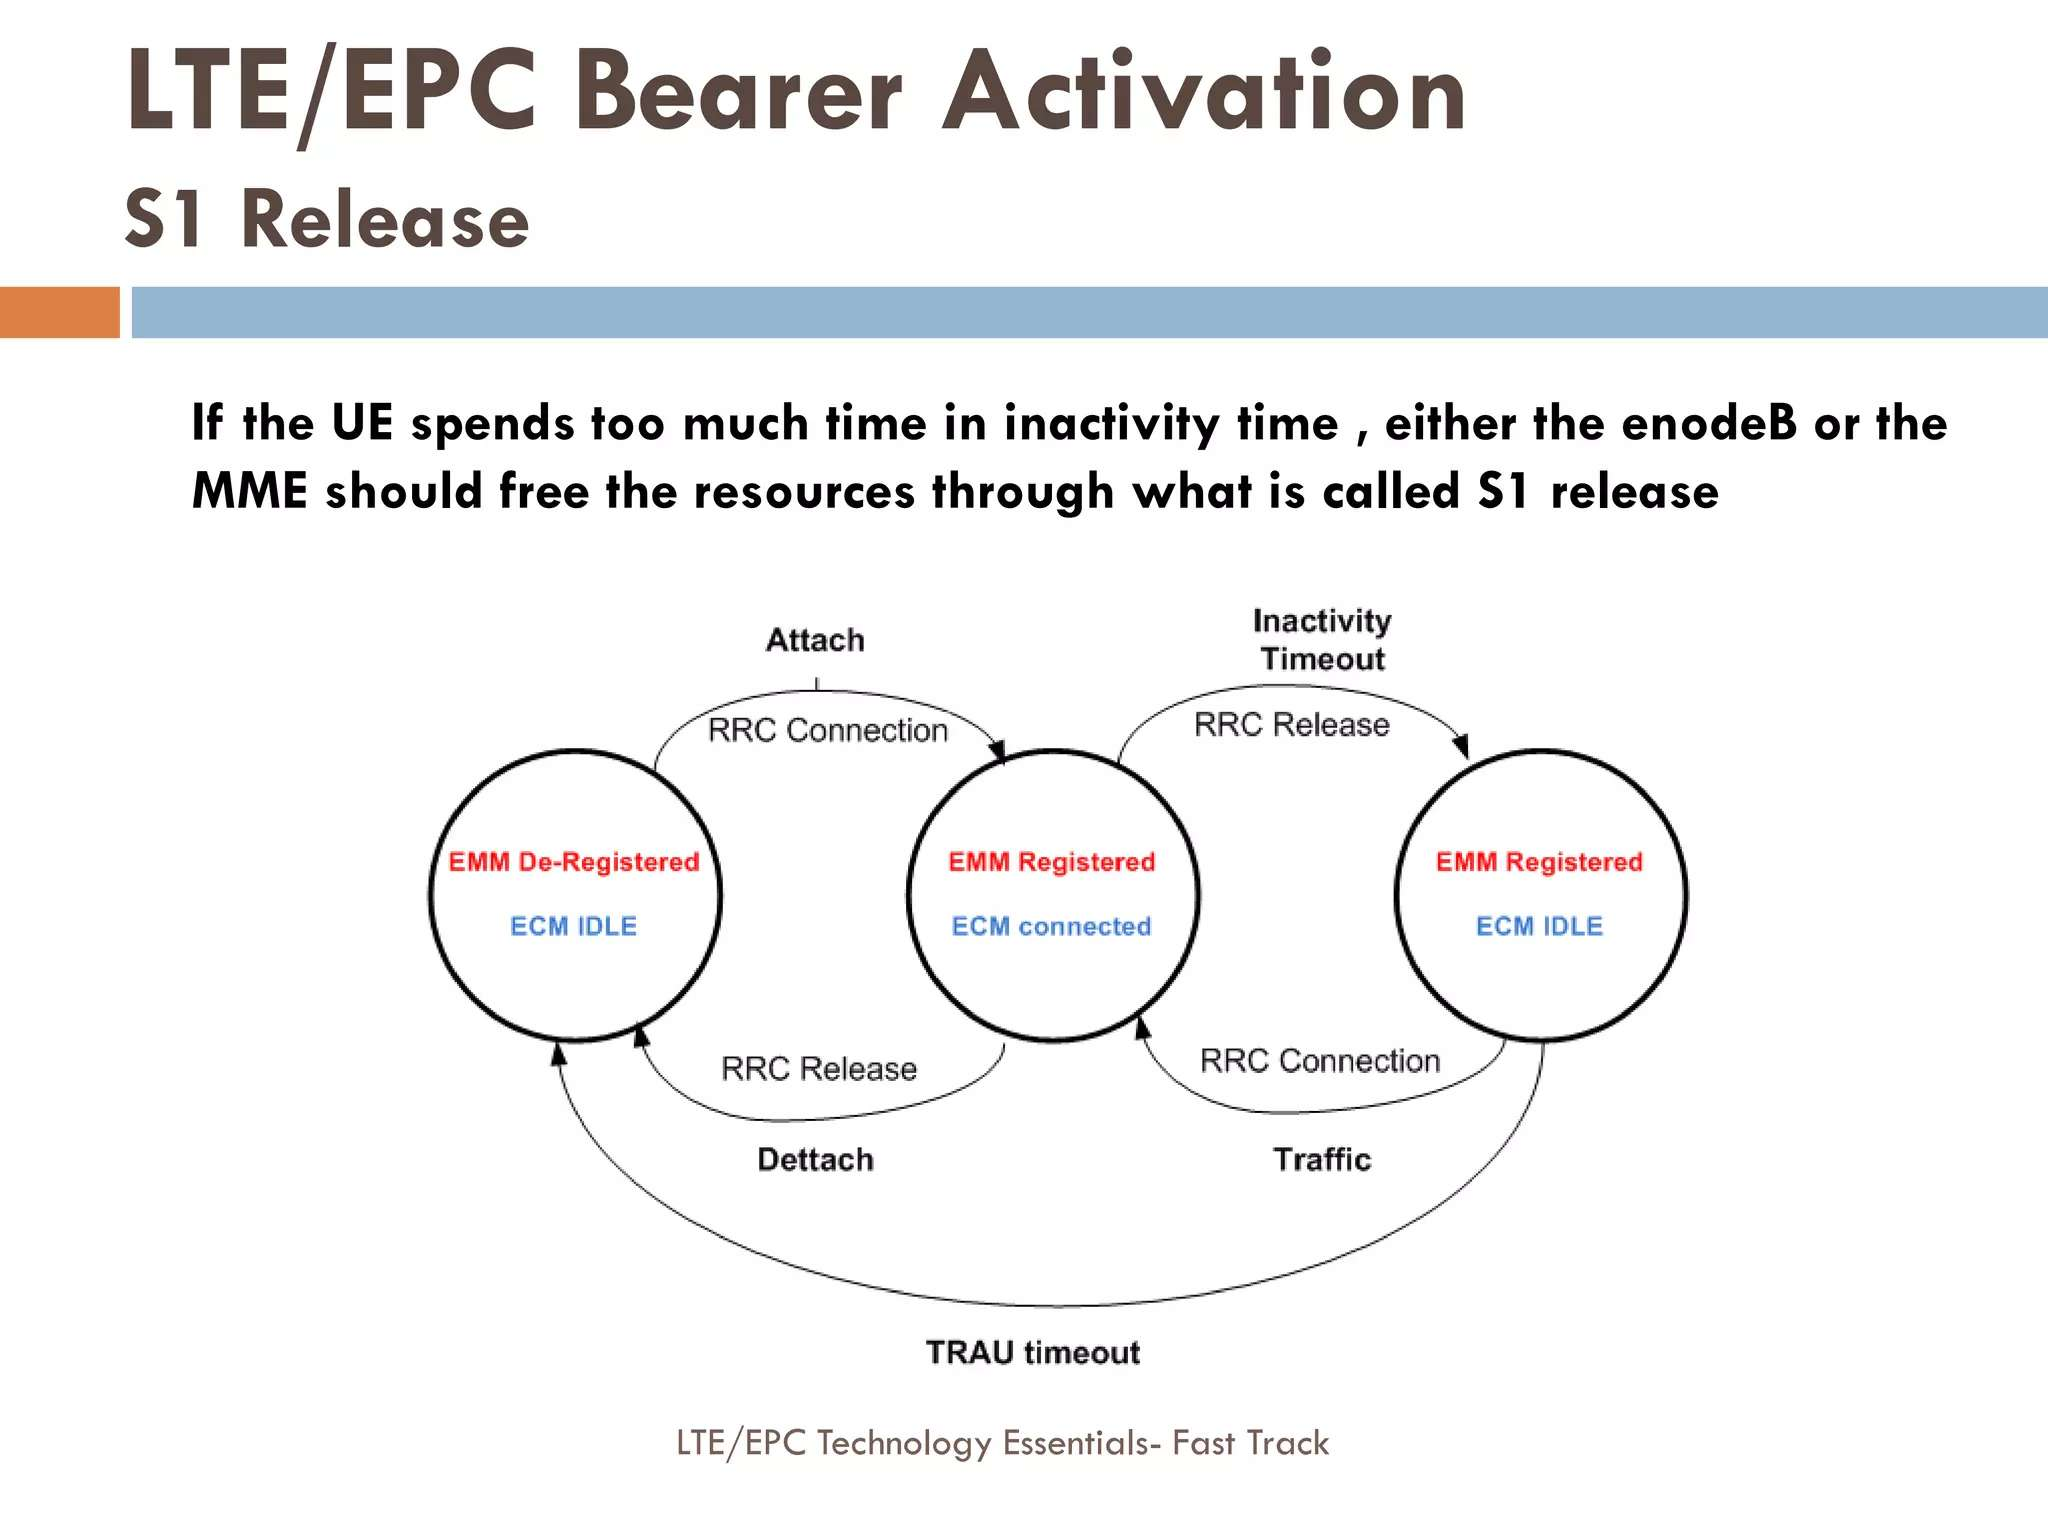 LTE/EPC Bearer Activation
S1 Release
If the UE spends too much time in inactivity time , either the enodeB or the
MME should free the resources through what is called S1 release
Attach
Inactivity
Timeout
RRC Connection
RRC Release
EMM De-Registered
ECM IDLE
EMM Registered
ECM connected
EMM Registered
ECM IDLE
RRC Release
RRC Connection
Dettach
Traffic
TRAU timeout
LTE/EPC Technology Essentials- Fast Track